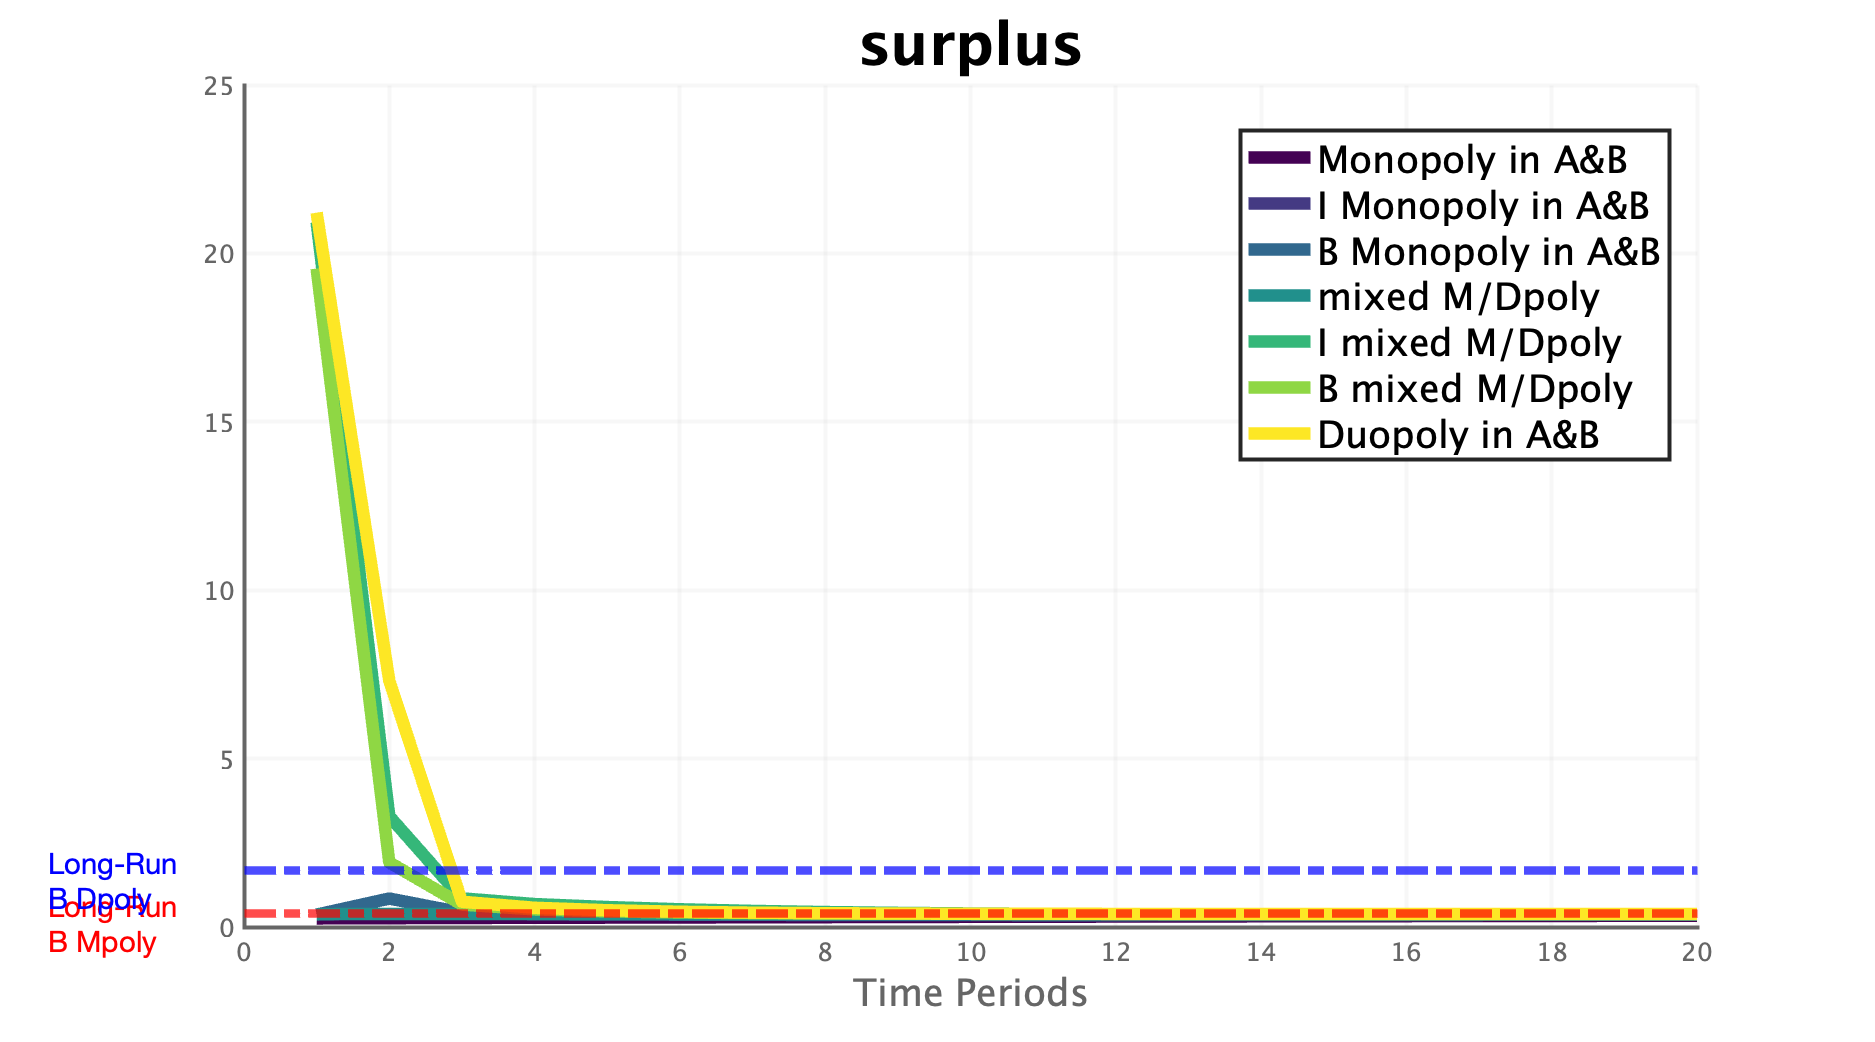 surplus
25
20
15
10
5
0
Monopoly in A&B
I Monopoly in A&B
B Monopoly in A&B
mixed M/Dpoly
I mixed M/Dpoly
B mixed M/Dpoly
Duopoly in A&B
Long-Run
B Dpoly
Long-Run
B Mpoly
0 2 4 6 8 10 12 14 16 18 20
Time Periods